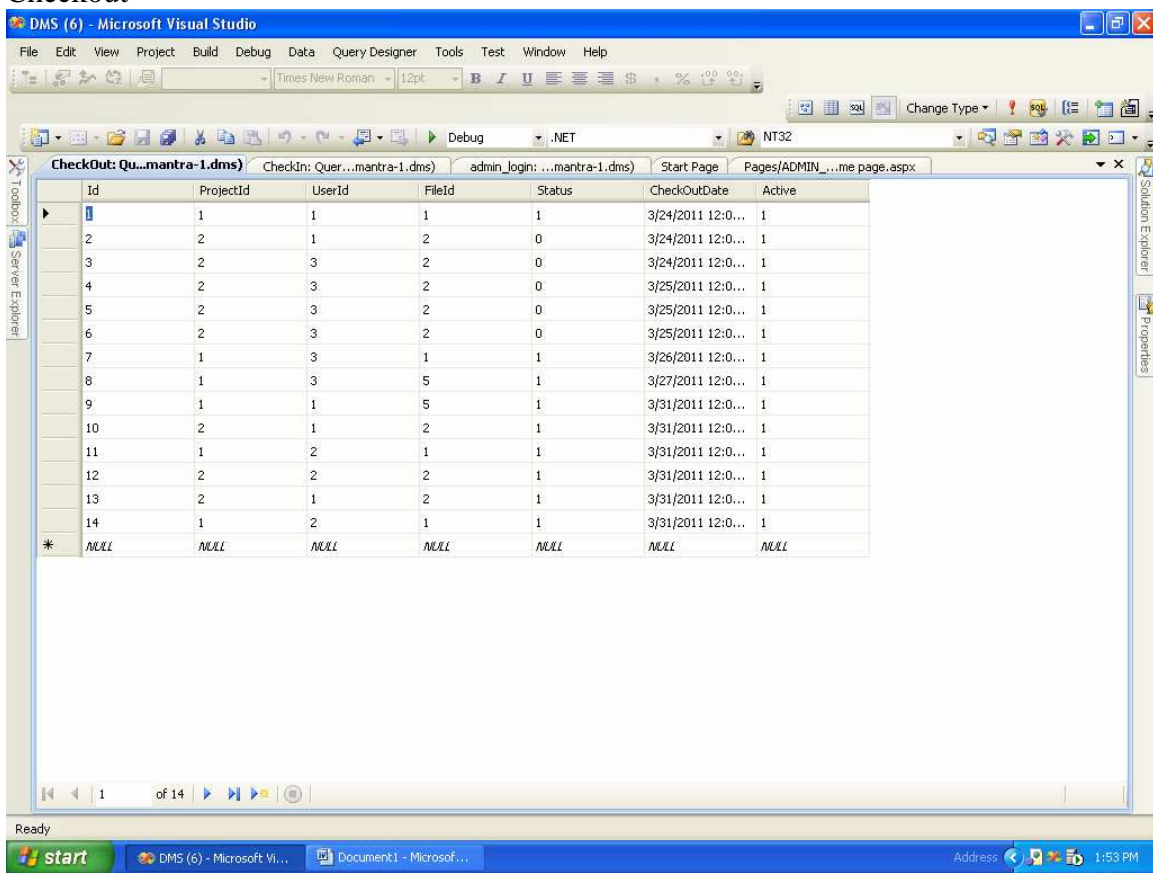 Checkout
DMS (6) - Microsoft Visual Studio
File Edit View Project Build Debug Data Query Designer Tools Test Window Help
Times New Roman 12pt B I U $ , %
SQL Change Type
Debug .NET NT32
CheckOut: Qu...mantra-1.dms) CheckIn: Quer...mantra-1.dms) admin_login: ...mantra-1.dms) Start Page Pages/ADMIN_...me page.aspx
Toolbox
Server Explorer
Solution Explorer
Properties
Id ProjectId UserId FileId Status CheckOutDate Active
1 1 1 1 1 3/24/2011 12:0... 1
2 2 1 2 0 3/24/2011 12:0... 1
3 2 3 2 0 3/24/2011 12:0... 1
4 2 3 2 0 3/25/2011 12:0... 1
5 2 3 2 0 3/25/2011 12:0... 1
6 2 3 2 0 3/25/2011 12:0... 1
7 1 3 1 1 3/26/2011 12:0... 1
8 1 3 5 1 3/27/2011 12:0... 1
9 1 1 5 1 3/31/2011 12:0... 1
10 2 1 2 1 3/31/2011 12:0... 1
11 1 2 1 1 3/31/2011 12:0... 1
12 2 2 2 1 3/31/2011 12:0... 1
13 2 1 2 1 3/31/2011 12:0... 1
14 1 2 1 1 3/31/2011 12:0... 1
NULL NULL NULL NULL NULL NULL NULL
1 of 14
Ready
start DMS (6) - Microsoft Vi... Document1 - Microsof... Address 1:53 PM